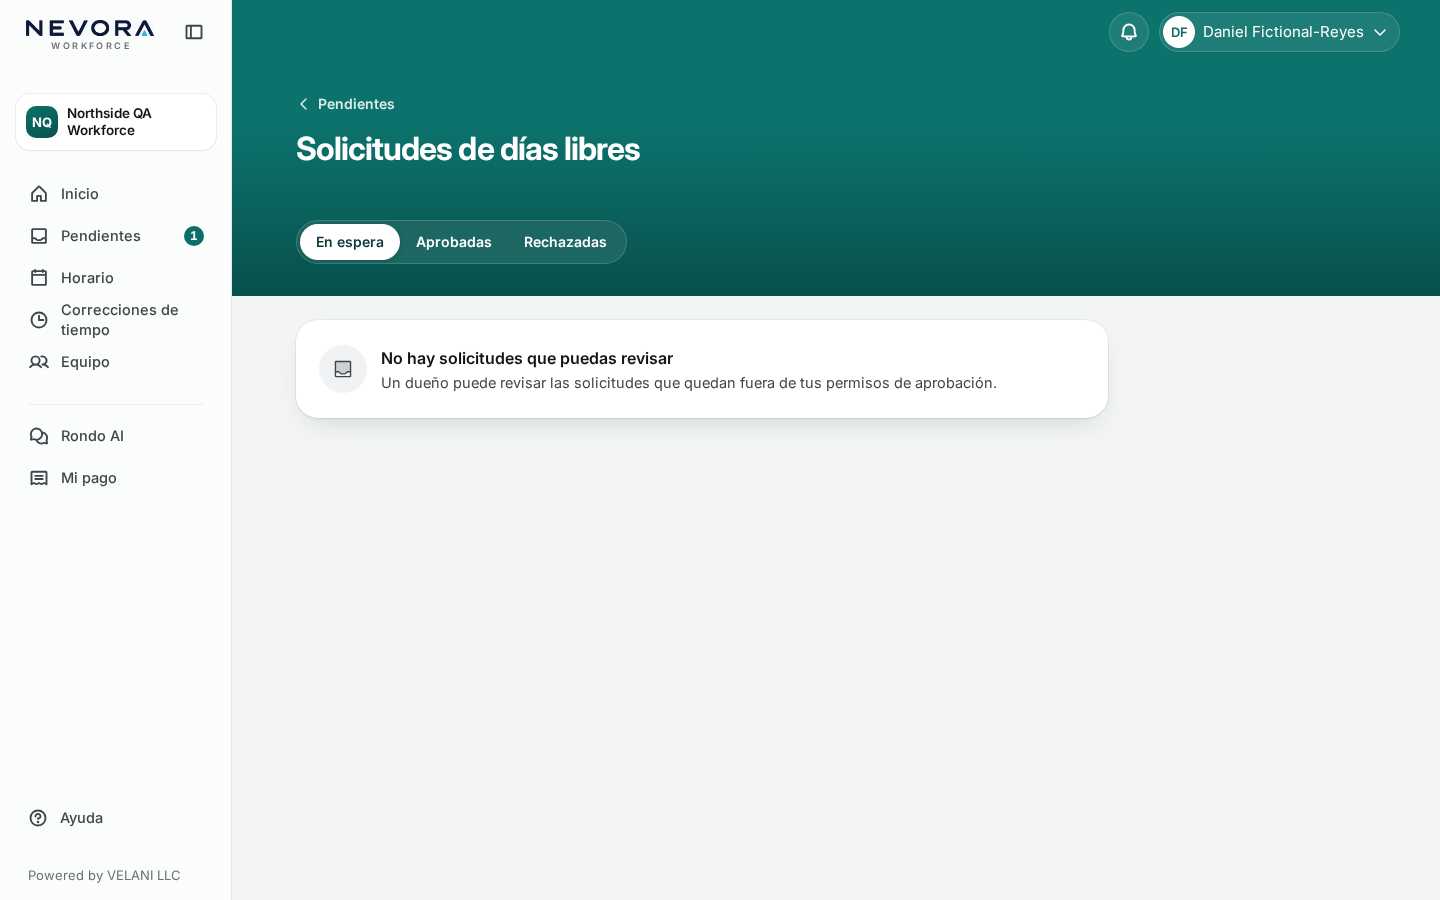 NEVORA
WORKFORCE
NQ
Northside QA
Workforce
Inicio
Pendientes
1
Horario
Correcciones de
tiempo
Equipo
Rondo AI
Mi pago
Ayuda
Powered by VELANI LLC
DF
Daniel Fictional-Reyes
Pendientes
Solicitudes de días libres
En espera
Aprobadas
Rechazadas
No hay solicitudes que puedas revisar
Un dueño puede revisar las solicitudes que quedan fuera de tus permisos de aprobación.